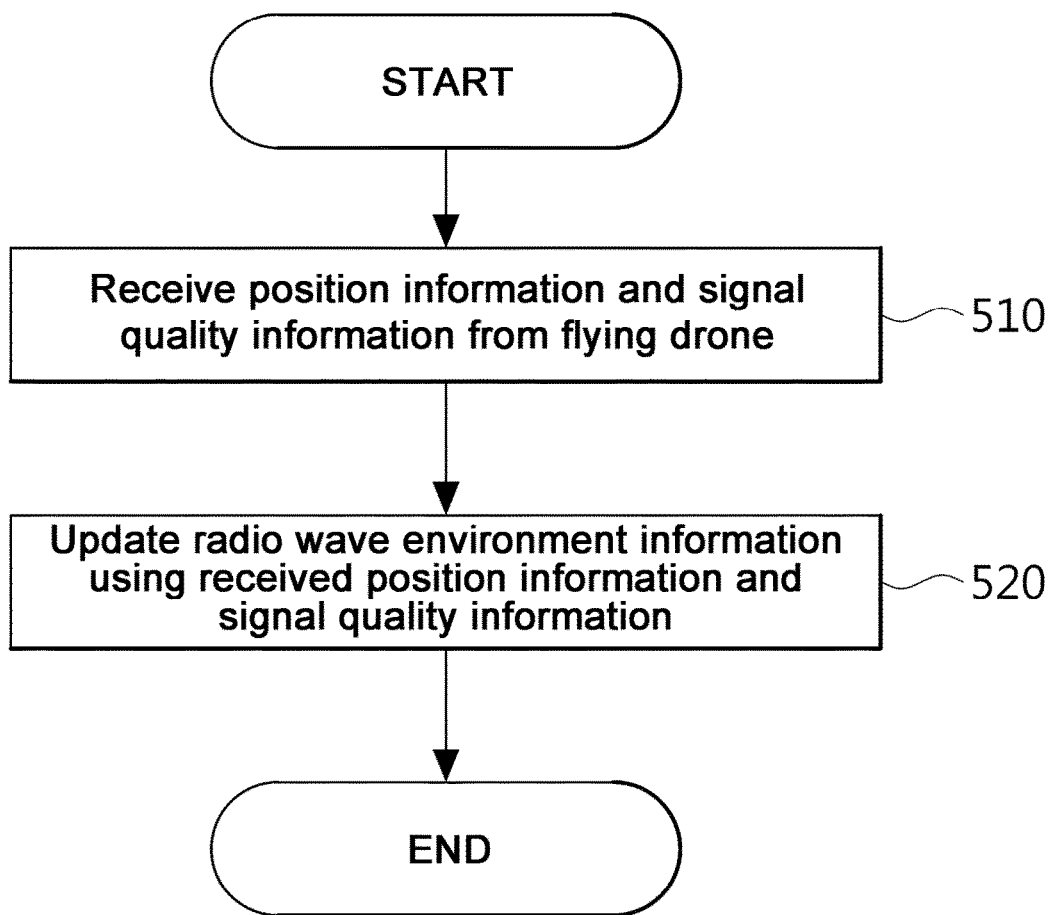 START
Receive position information and signal
quality information from flying drone
510
Update radio wave environment information
using received position information and
signal quality information
520
END